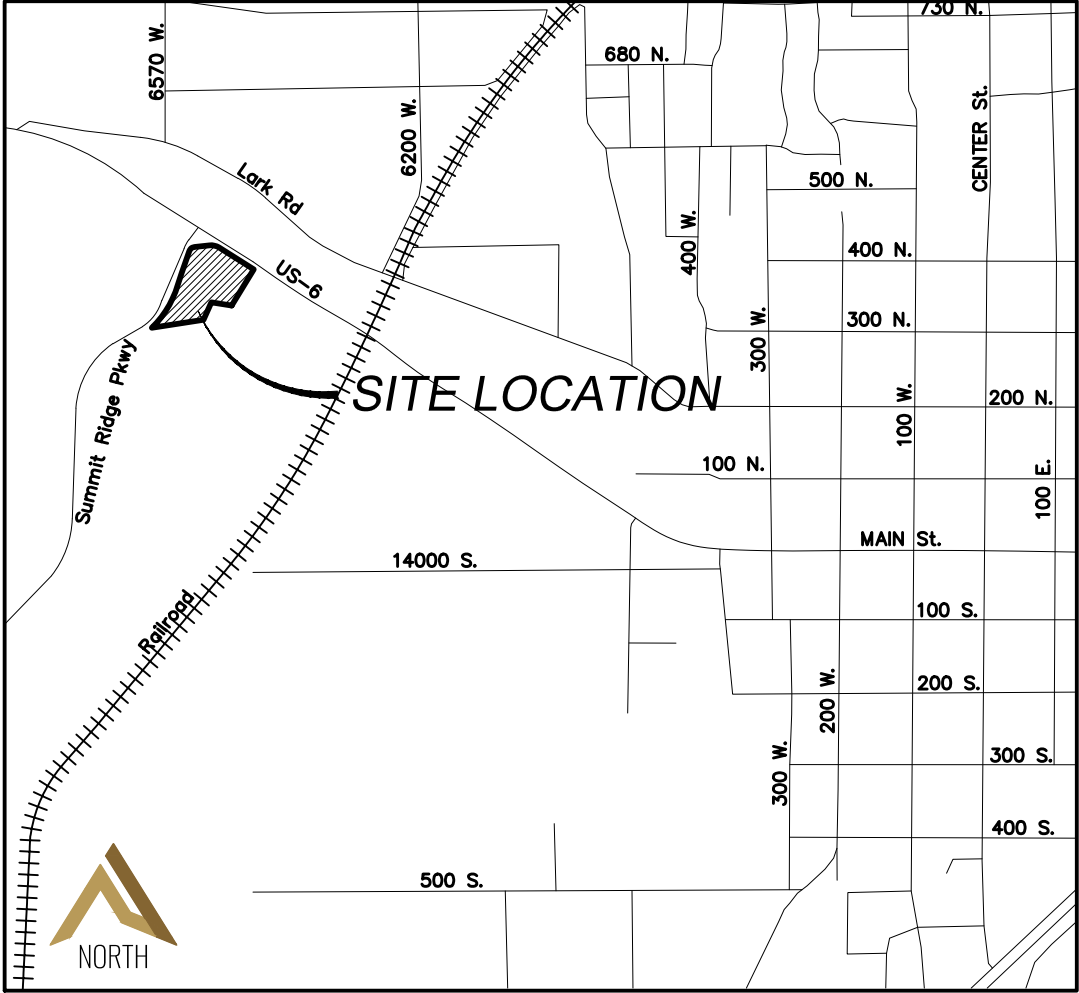 730 N.
6570 W.
680 N.
6200 W.
CENTER St.
Lark Rd
500 N.
400 W.
400 N.
US-6
300 N.
300 W.
Summit Ridge Pkwy
SITE LOCATION
200 N.
100 W.
100 N.
100 E.
MAIN St.
14000 S.
100 S.
Railroad
200 S.
200 W.
300 S.
300 W.
400 S.
500 S.
NORTH